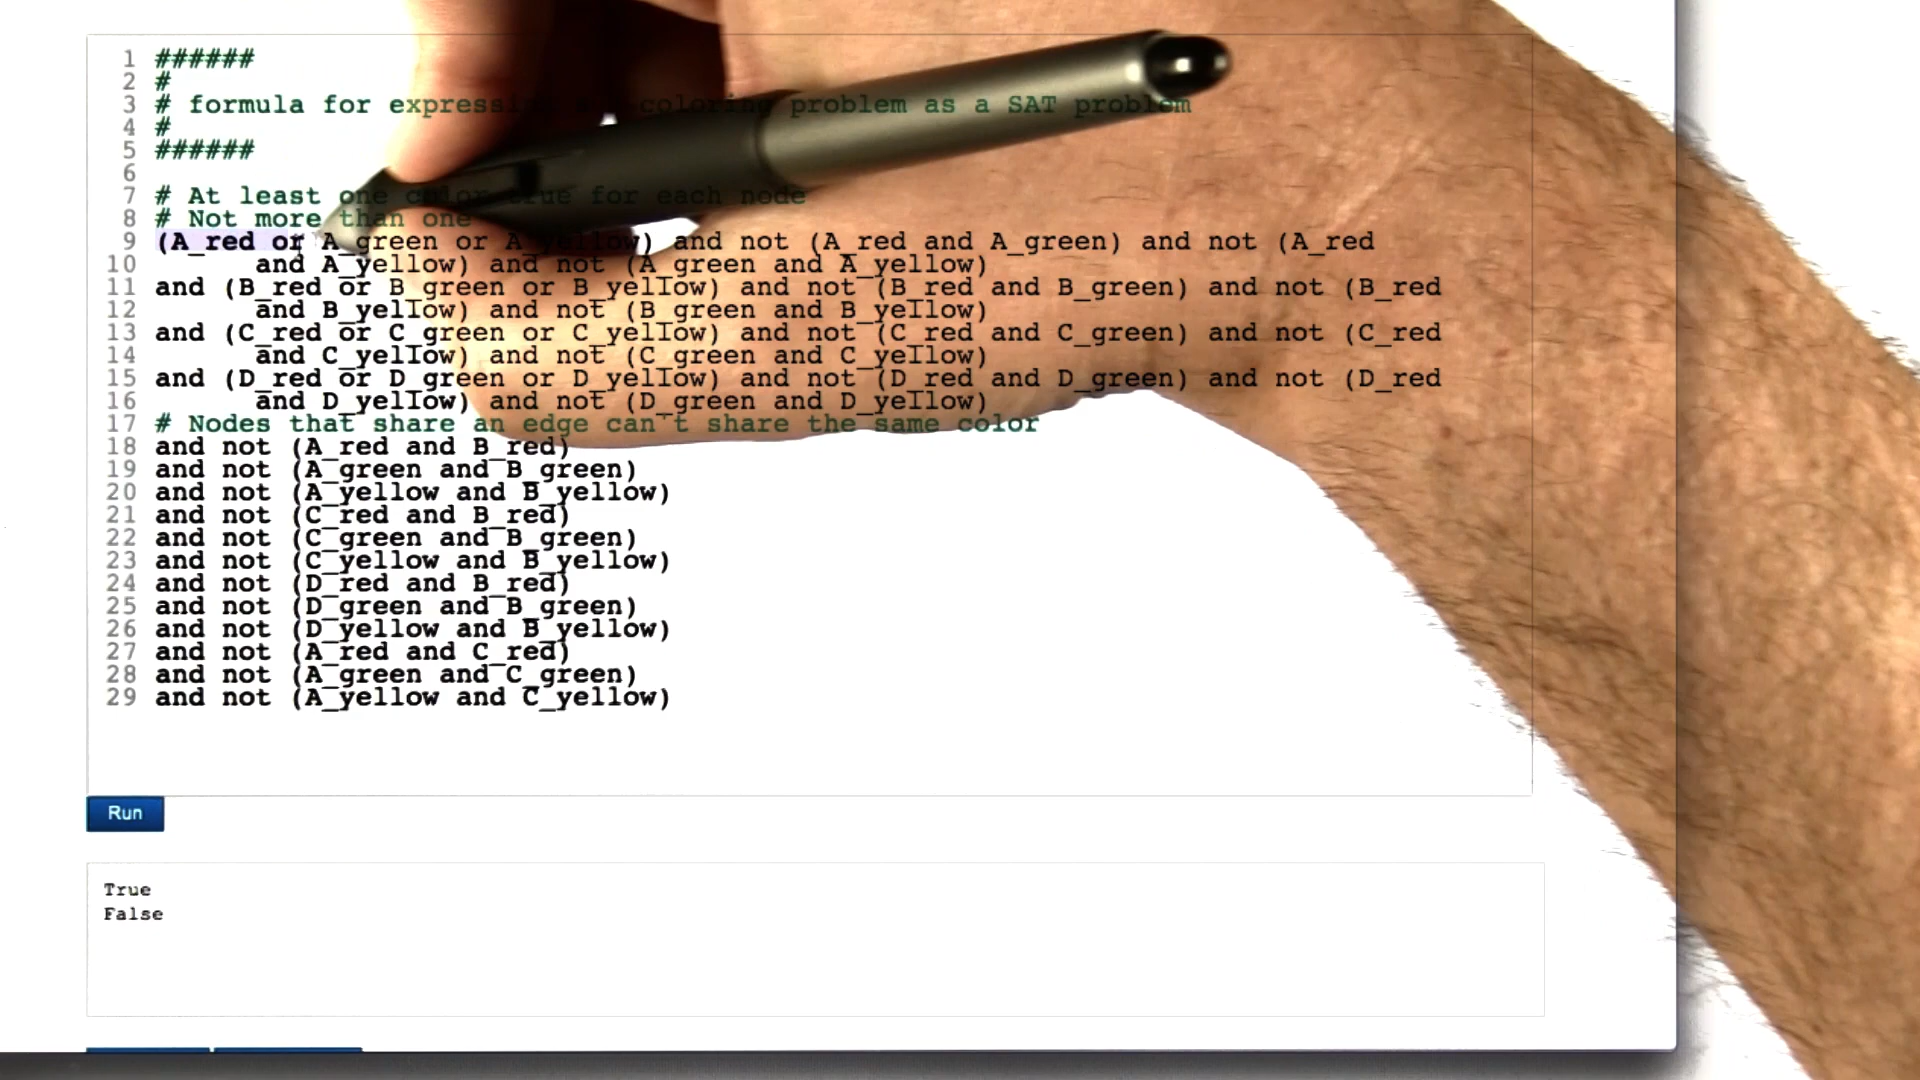 1 ######
2 #
3 # formula for expressing a 3-coloring problem as a SAT problem
4 #
5 ######
6
7 # At least one color true for each node
8 # Not more than one
9 (A_red or A_green or A_yellow) and not (A_red and A_green) and not (A_red
10 and A_yellow) and not (A_green and A_yellow)
11 and (B_red or B_green or B_yellow) and not (B_red and B_green) and not (B_red
12 and B_yellow) and not (B_green and B_yellow)
13 and (C_red or C_green or C_yellow) and not (C_red and C_green) and not (C_red
14 and C_yellow) and not (C_green and C_yellow)
15 and (D_red or D_green or D_yellow) and not (D_red and D_green) and not (D_red
16 and D_yellow) and not (D_green and D_yellow)
17 # Nodes that share an edge can't share the same color
18 and not (A_red and B_red)
19 and not (A_green and B_green)
20 and not (A_yellow and B_yellow)
21 and not (C_red and B_red)
22 and not (C_green and B_green)
23 and not (C_yellow and B_yellow)
24 and not (D_red and B_red)
25 and not (D_green and B_green)
26 and not (D_yellow and B_yellow)
27 and not (A_red and C_red)
28 and not (A_green and C_green)
29 and not (A_yellow and C_yellow)
Run
True
False